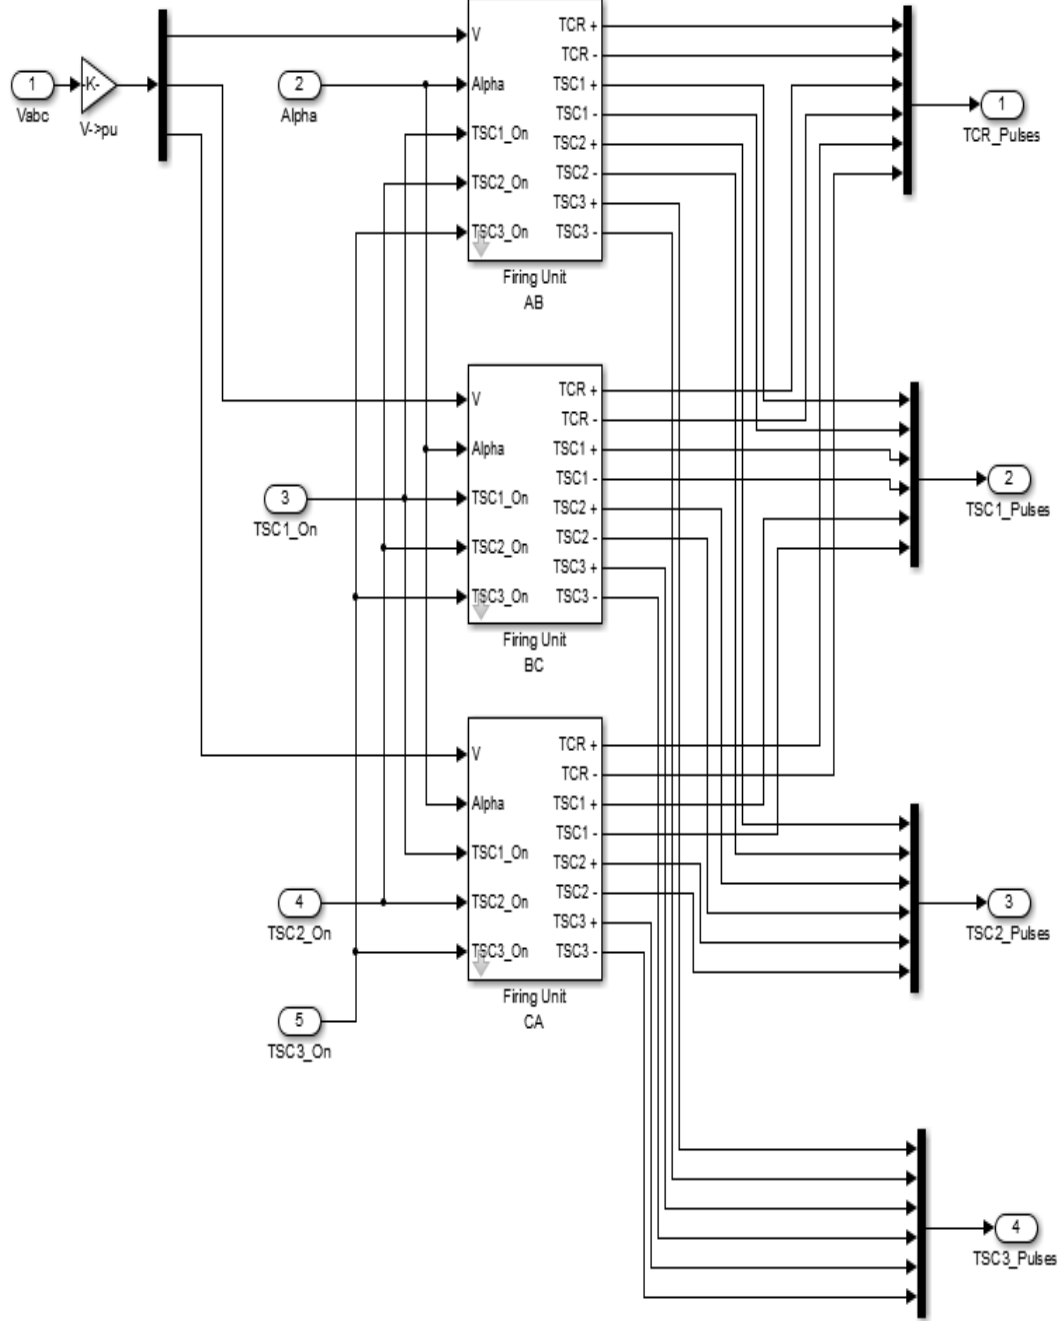 1
Vabc
-K-
V->pu
2
Alpha
V
Alpha
TSC1_On
TSC2_On
TSC3_On
TCR +
TCR -
TSC1 +
TSC1 -
TSC2 +
TSC2 -
TSC3 +
TSC3 -
Firing Unit
AB
1
TCR_Pulses
3
TSC1_On
V
Alpha
TSC1_On
TSC2_On
TSC3_On
TCR +
TCR -
TSC1 +
TSC1 -
TSC2 +
TSC2 -
TSC3 +
TSC3 -
Firing Unit
BC
2
TSC1_Pulses
4
TSC2_On
5
TSC3_On
V
Alpha
TSC1_On
TSC2_On
TSC3_On
TCR +
TCR -
TSC1 +
TSC1 -
TSC2 +
TSC2 -
TSC3 +
TSC3 -
Firing Unit
CA
3
TSC2_Pulses
4
TSC3_Pulses